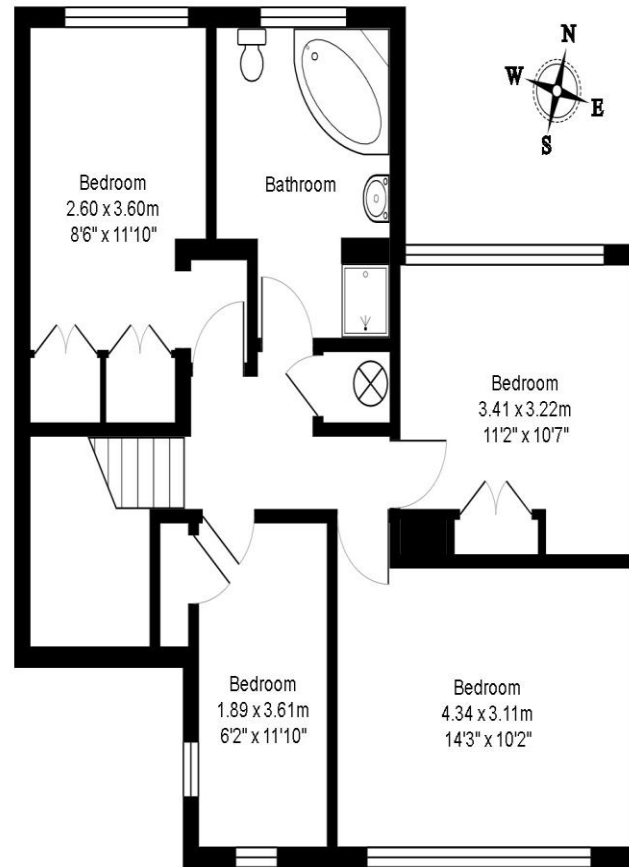 N
W
E
S
Bedroom
2.60 x 3.60m
8'6" x 11'10"
Bathroom
Bedroom
3.41 x 3.22m
11'2" x 10'7"
Bedroom
1.89 x 3.61m
6'2" x 11'10"
Bedroom
4.34 x 3.11m
14'3" x 10'2"